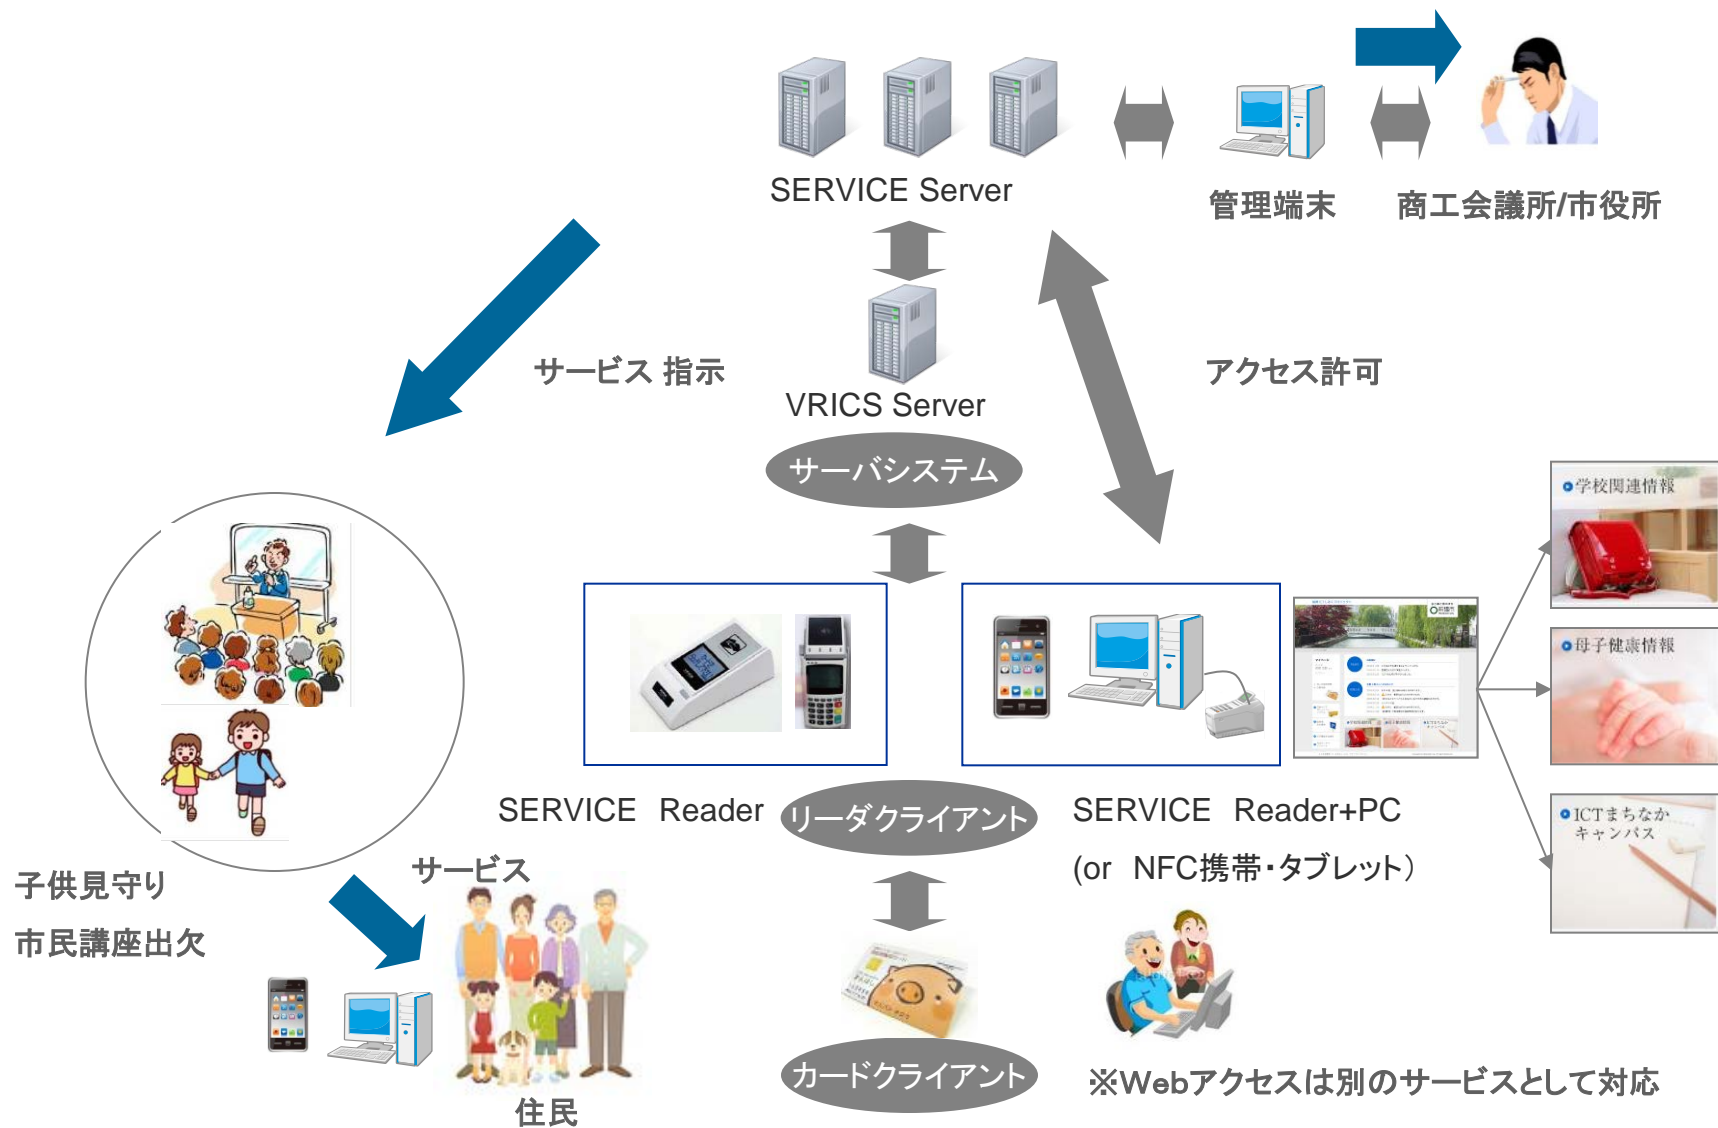 SERVICE Server
管理端末
商工会議所/市役所
サービス 指示
VRICS Server
アクセス許可
サーバシステム
学校関連情報
母子健康情報
ICTまちなか
キャンパス
SERVICE Reader
リーダクライアント
SERVICE Reader+PC
(or NFC携帯・タブレット)
子供見守り
市民講座出欠
サービス
住民
カードクライアント
※Webアクセスは別のサービスとして対応